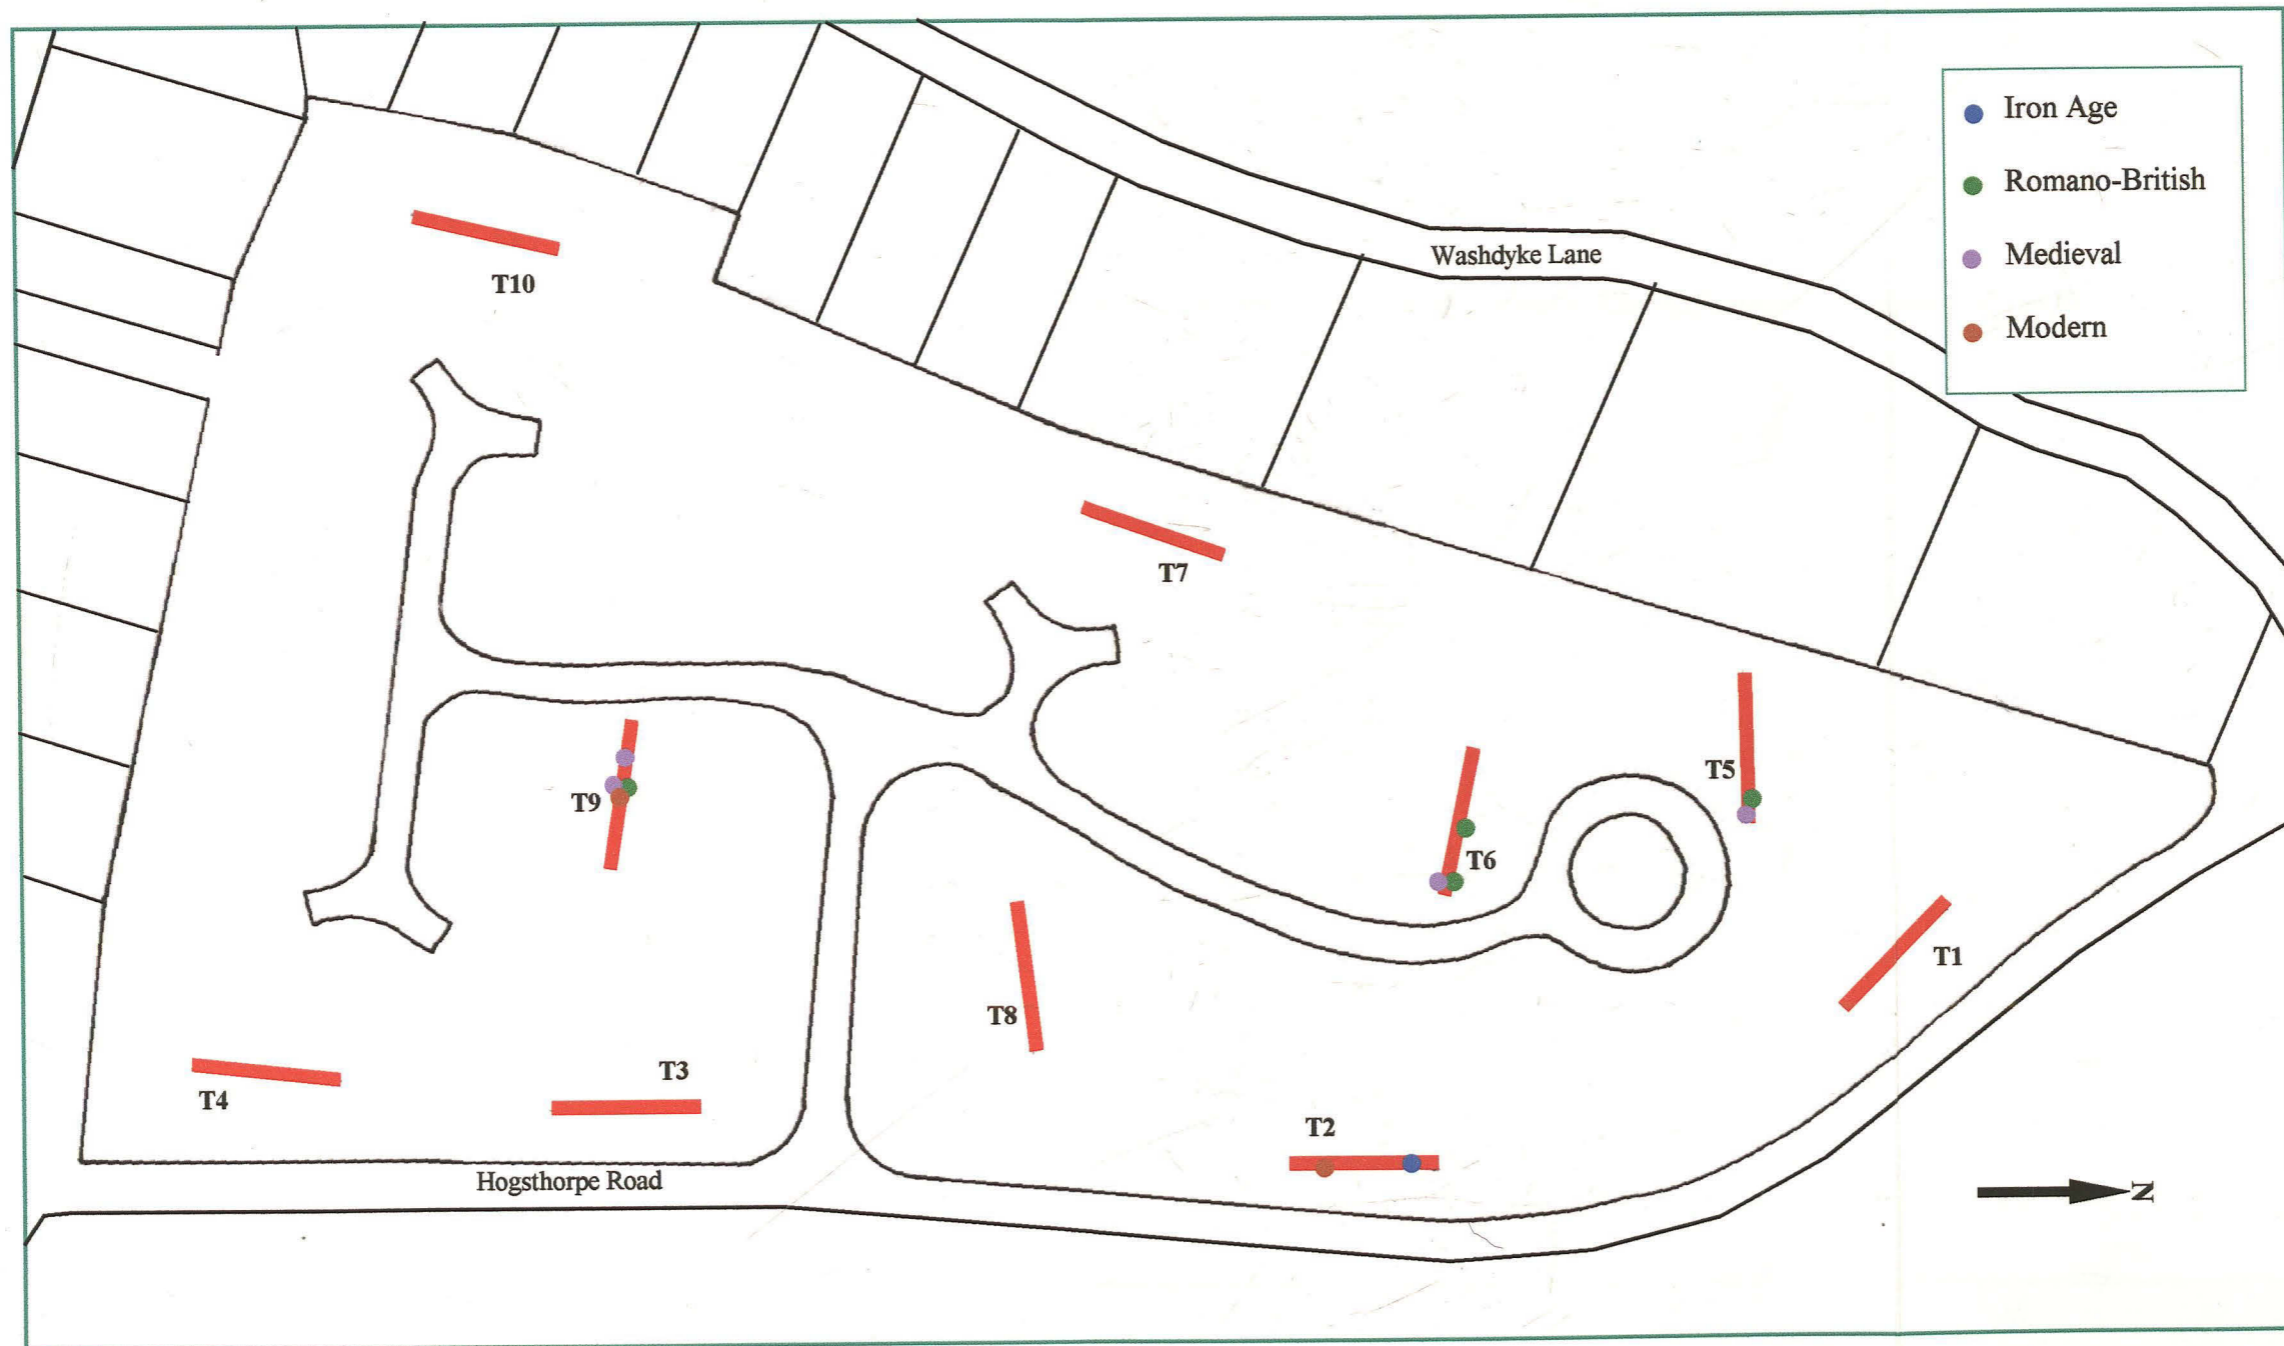 Iron Age
Romano-British
Medieval
Modern
Washdyke Lane
T10
T7
T5
T9
T6
T1
T8
T3
T4
T2
Hogsthorpe Road
N